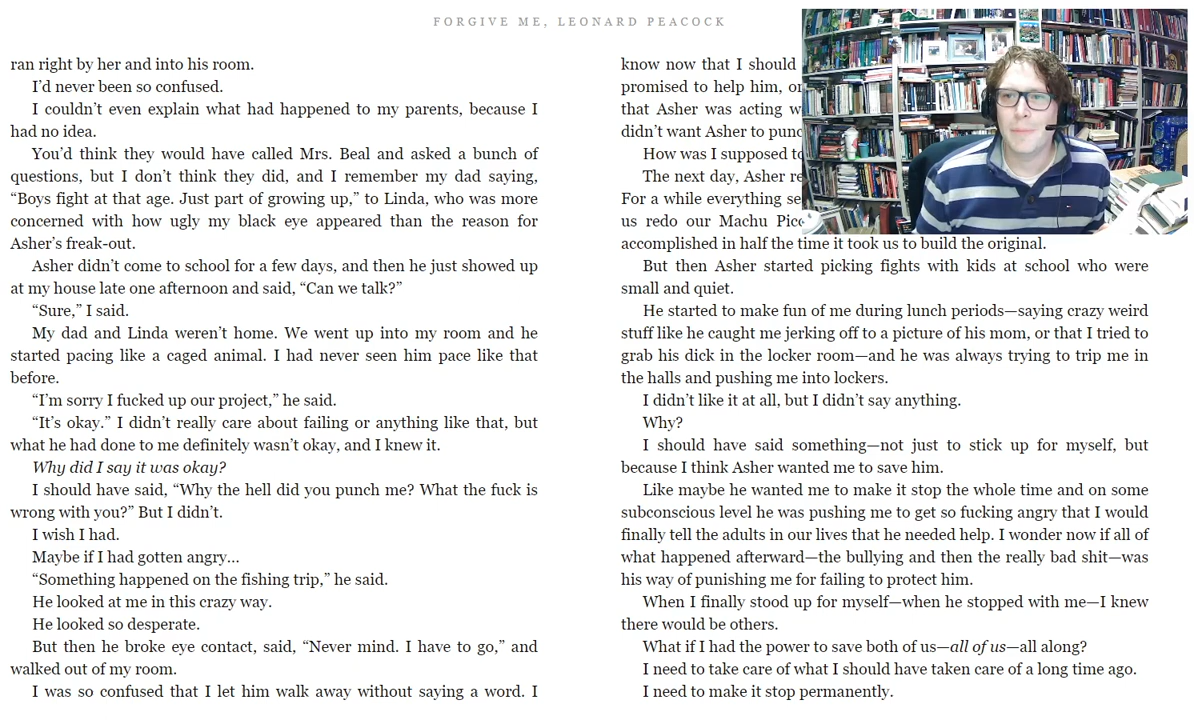 FORGIVE ME, LEONARD PEACOCK
ran right by her and into his room.
I’d never been so confused.
I couldn’t even explain what had happened to my parents, because I
had no idea.
You’d think they would have called Mrs. Beal and asked a bunch of
questions, but I don’t think they did, and I remember my dad saying,
“Boys fight at that age. Just part of growing up,” to Linda, who was more
concerned with how ugly my black eye appeared than the reason for
Asher’s freak-out.
Asher didn’t come to school for a few days, and then he just showed up
at my house late one afternoon and said, “Can we talk?”
“Sure,” I said.
My dad and Linda weren’t home. We went up into my room and he
started pacing like a caged animal. I had never seen him pace like that
before.
“I’m sorry I fucked up our project,” he said.
“It’s okay.” I didn’t really care about failing or anything like that, but
what he had done to me definitely wasn’t okay, and I knew it.
Why did I say it was okay?
I should have said, “Why the hell did you punch me? What the fuck is
wrong with you?” But I didn’t.
I wish I had.
Maybe if I had gotten angry…
“Something happened on the fishing trip,” he said.
He looked at me in this crazy way.
He looked so desperate.
But then he broke eye contact, said, “Never mind. I have to go,” and
walked out of my room.
I was so confused that I let him walk away without saying a word. I
know now that I should
promised to help him, or
that Asher was acting
didn’t want Asher to
How was I supposed to
The next day, Asher
For a while everything
us redo our Machu
accomplished in half the time it took us to build the original.
But then Asher started picking fights with kids at school who were
small and quiet.
He started to make fun of me during lunch periods—saying crazy weird
stuff like he caught me jerking off to a picture of his mom, or that I tried to
grab his dick in the locker room—and he was always trying to trip me in
the halls and pushing me into lockers.
I didn’t like it at all, but I didn’t say anything.
Why?
I should have said something—not just to stick up for myself, but
because I think Asher wanted me to save him.
Like maybe he wanted me to make it stop the whole time and on some
subconscious level he was pushing me to get so fucking angry that I would
finally tell the adults in our lives that he needed help. I wonder now if all of
what happened afterward—the bullying and then the really bad shit—was
his way of punishing me for failing to protect him.
When I finally stood up for myself—when he stopped with me—I knew
there would be others.
What if I had the power to save both of us—all of us—all along?
I need to take care of what I should have taken care of a long time ago.
I need to make it stop permanently.